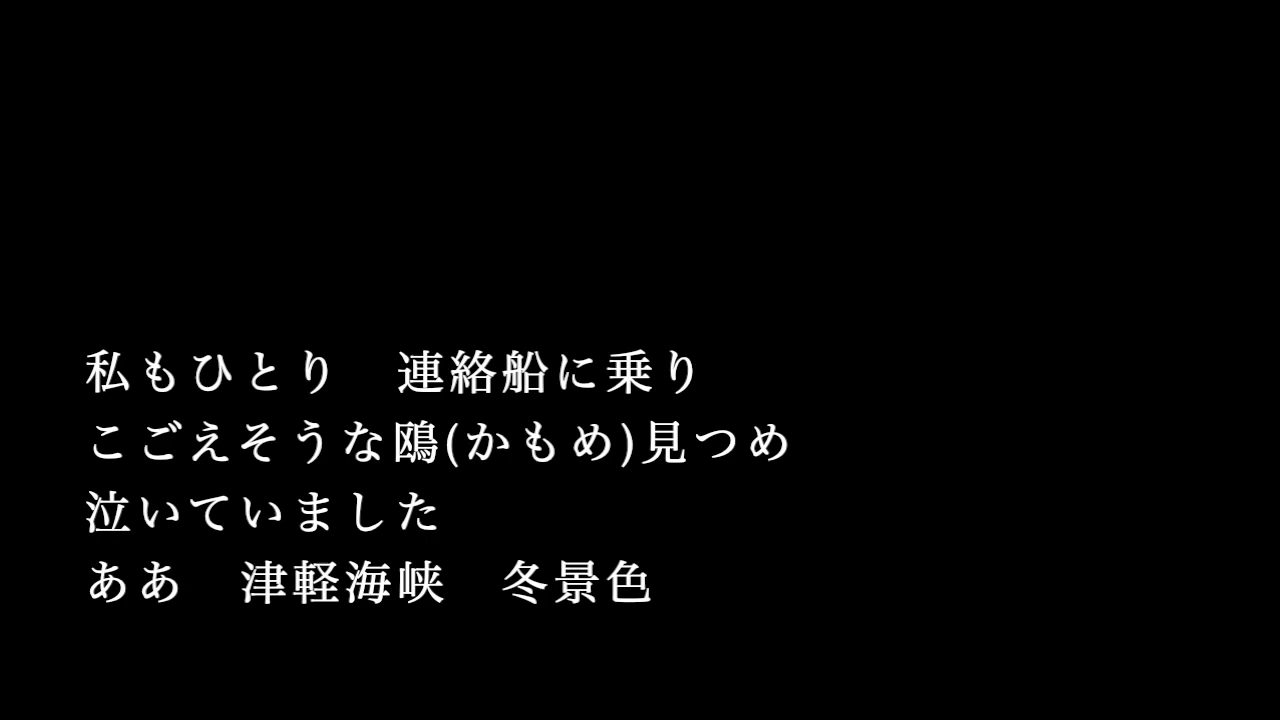 私もひとり　連絡船に乗り
こごえそうな鴎(かもめ)見つめ
泣いていました
ああ　津軽海峡　冬景色